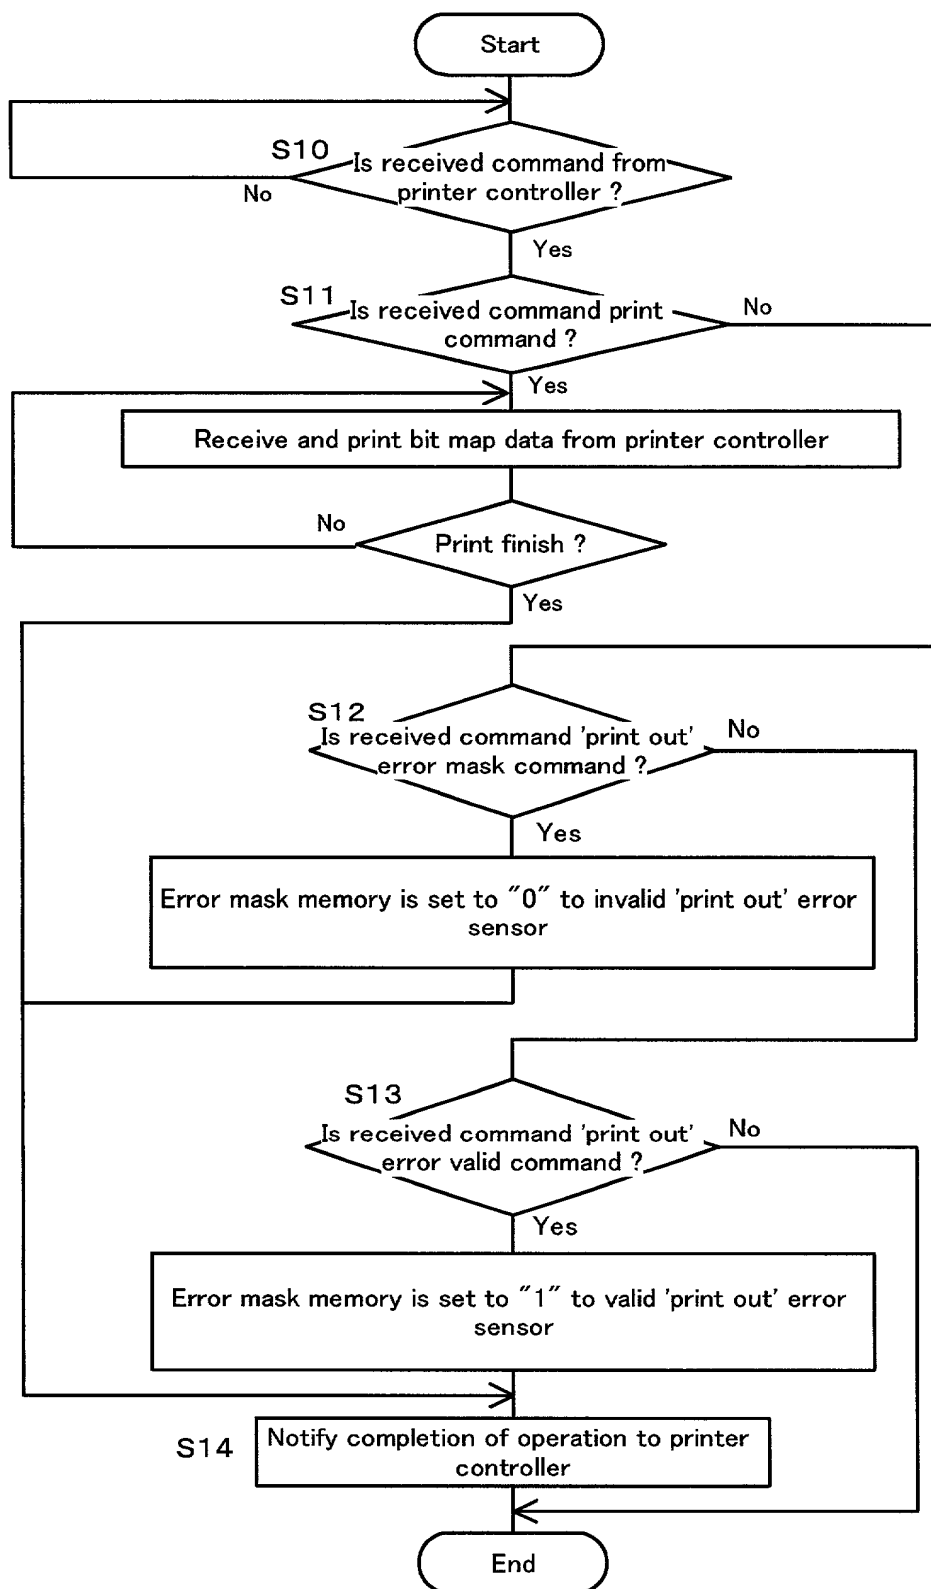 Start
S10
Is received command from
printer controller ?
No
Yes
S11
Is received command print
command ?
No
Yes
Receive and print bit map data from printer controller
No
Print finish ?
Yes
S12
Is received command 'print out'
error mask command ?
No
Yes
Error mask memory is set to "0" to invalid 'print out' error
sensor
S13
Is received command 'print out'
error valid command ?
No
Yes
Error mask memory is set to "1" to valid 'print out' error
sensor
S14
Notify completion of operation to printer
controller
End